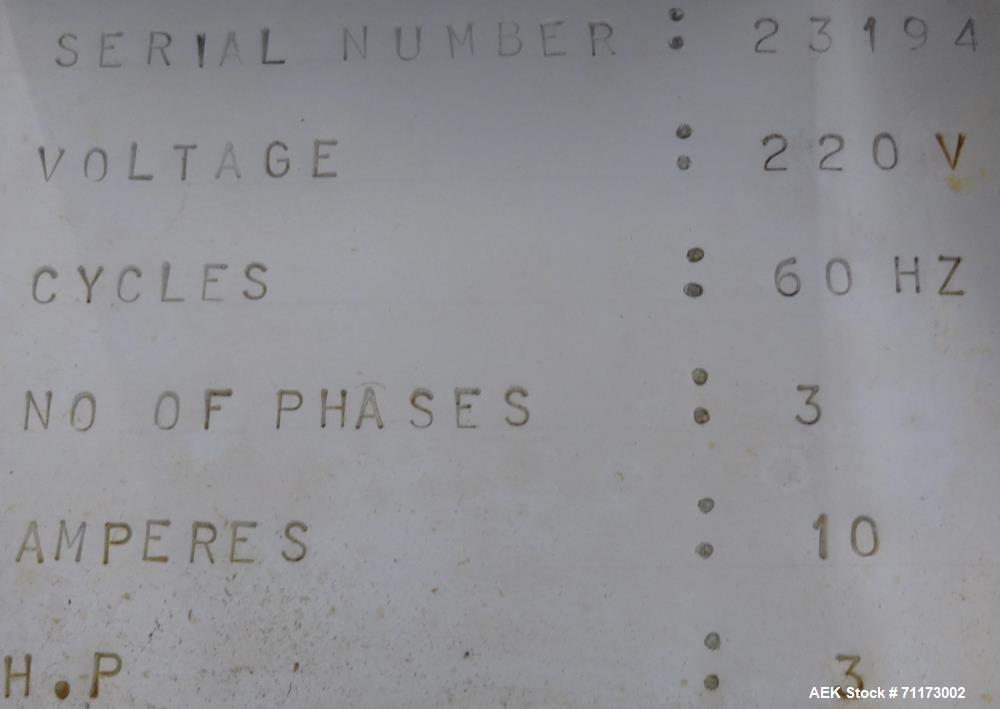 SERIAL NUMBER : 23194
VOLTAGE : 220 V
CYCLES : 60 HZ
NO OF PHASES : 3
AMPERES : 10
H.P : 3
AEK Stock # 71173002